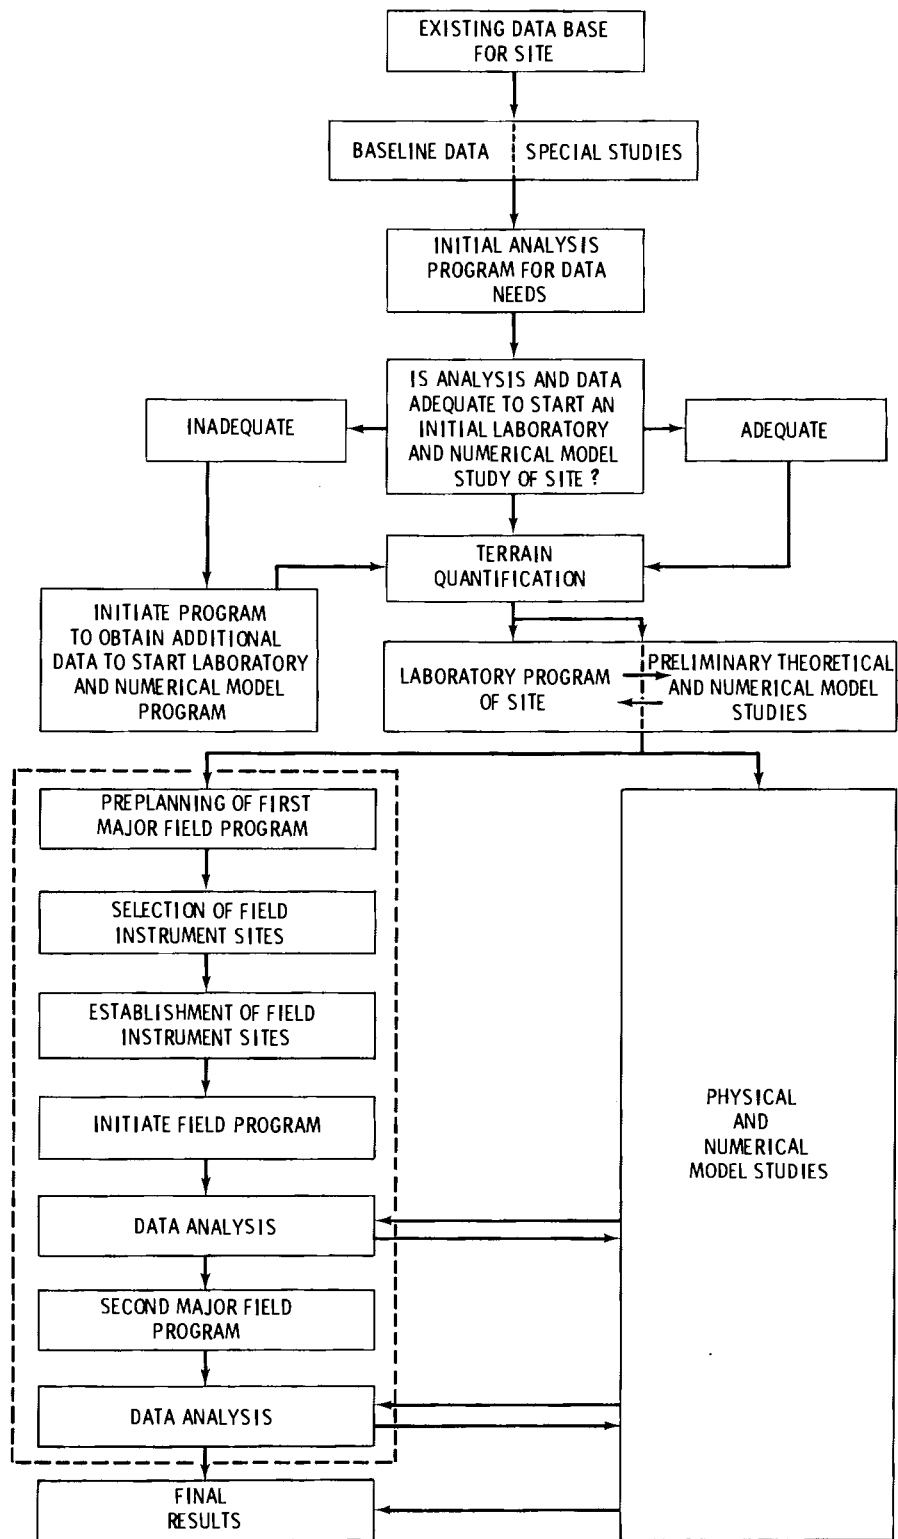 EXISTING DATA BASE
FOR SITE
BASELINE DATA
SPECIAL STUDIES
INITIAL ANALYSIS
PROGRAM FOR DATA
NEEDS
IS ANALYSIS AND DATA
ADEQUATE TO START AN
INITIAL LABORATORY
AND NUMERICAL MODEL
STUDY OF SITE ?
INADEQUATE
ADEQUATE
TERRAIN
QUANTIFICATION
INITIATE PROGRAM
TO OBTAIN ADDITIONAL
DATA TO START LABORATORY
AND NUMERICAL MODEL
PROGRAM
LABORATORY PROGRAM
OF SITE
PRELIMINARY THEORETICAL
AND NUMERICAL MODEL
STUDIES
PREPLANNING OF FIRST
MAJOR FIELD PROGRAM
SELECTION OF FIELD
INSTRUMENT SITES
ESTABLISHMENT OF FIELD
INSTRUMENT SITES
INITIATE FIELD PROGRAM
DATA ANALYSIS
SECOND MAJOR FIELD
PROGRAM
DATA ANALYSIS
FINAL
RESULTS
PHYSICAL
AND
NUMERICAL
MODEL STUDIES